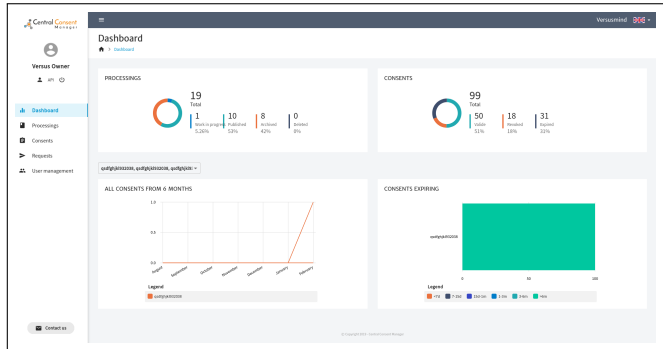 Central Consent
Manager
Versusmind
Versus Owner
API
Dashboard
Processings
Consents
Requests
User management
Contact us
Dashboard
Dashboard
PROCESSINGS
19
Total
1
Work in progress
5.26%
10
Published
53%
8
Archived
42%
0
Deleted
0%
CONSENTS
99
Total
50
Viable
51%
18
Revoked
18%
31
Expired
31%
ALL CONSENTS FROM 6 MONTHS
1.0
0.5
0.0
August
September
October
November
December
January
February
Legend
CONSENTS EXPIRING
0
50
100
Legend
<7d
7-15d
15d-1m
1-3m
3-6m
>6m